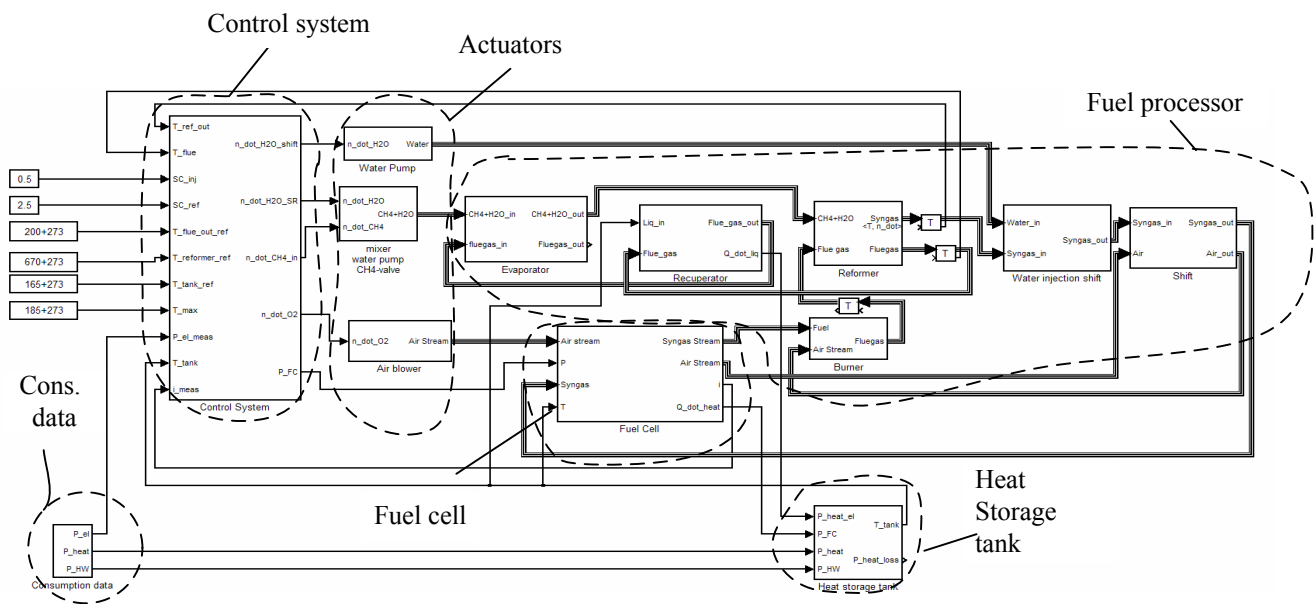 Control system
Actuators
Fuel processor
0.5
2.5
200+273
670+273
165+273
185+273
T_ref_out
T_flue
SC_inj
SC_ref
T_flue_out_ref
T_reformer_ref
T_tank_ref
T_max
P_el_meas
T_tank
i_meas
n_dot_H2O_shift
n_dot_H2O_SR
n_dot_CH4_in
n_dot_O2
P_FC
Control System
n_dot_H2O
Water
Water Pump
n_dot_H2O
n_dot_CH4
CH4+H2O
mixer
water pump
CH4-valve
n_dot_O2
Air Stream
Air blower
CH4+H2O_in
fluegas_in
CH4+H2O_out
Fluegas_out
Evaporator
Liq_in
Flue_gas
Flue_gas_out
Q_dot_liq
Recuperator
CH4+H2O
Flue gas
Syngas
<T, n_dot>
Fluegas
Reformer
T
T
T
Water_in
Syngas_in
Syngas_out
Water injection shift
Syngas_in
Air
Syngas_out
Air_out
Shift
Fuel
Air Stream
Fluegas
Burner
Air stream
P
Syngas
T
Syngas Stream
Air Stream
i
Q_dot_heat
Fuel Cell
Cons.
data
Fuel cell
Heat
Storage
tank
P_el
P_heat
P_HW
Consumption data
P_heat_el
P_FC
P_heat
P_HW
T_tank
P_heat_loss
Heat storage tank